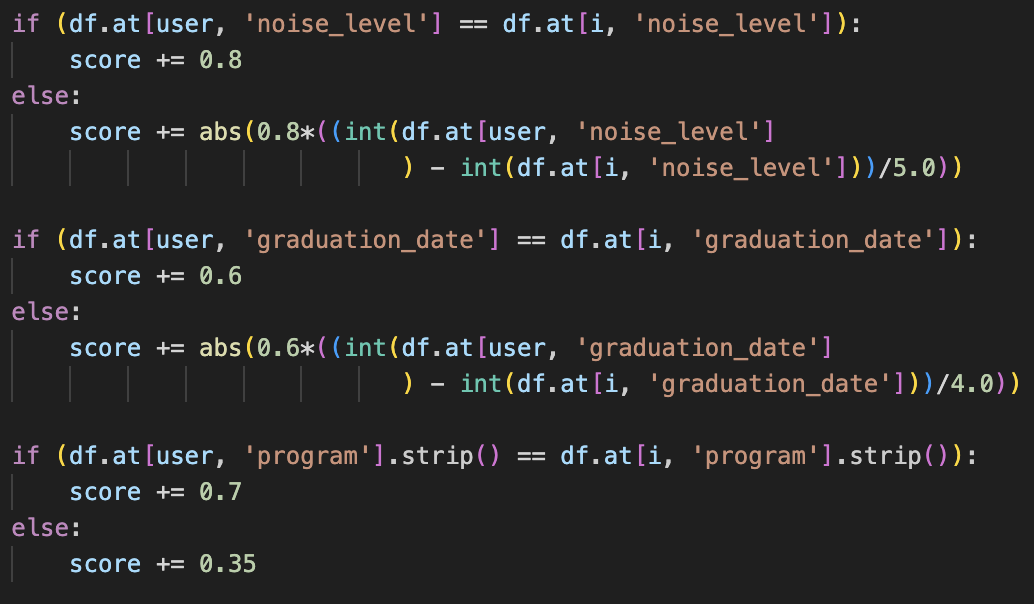 if (df.at[user, 'noise_level'] == df.at[i, 'noise_level']):
    score += 0.8
else:
    score += abs(0.8*((int(df.at[user, 'noise_level']
                       ) - int(df.at[i, 'noise_level']))/5.0))

if (df.at[user, 'graduation_date'] == df.at[i, 'graduation_date']):
    score += 0.6
else:
    score += abs(0.6*((int(df.at[user, 'graduation_date']
                       ) - int(df.at[i, 'graduation_date']))/4.0))

if (df.at[user, 'program'].strip() == df.at[i, 'program'].strip()):
    score += 0.7
else:
    score += 0.35